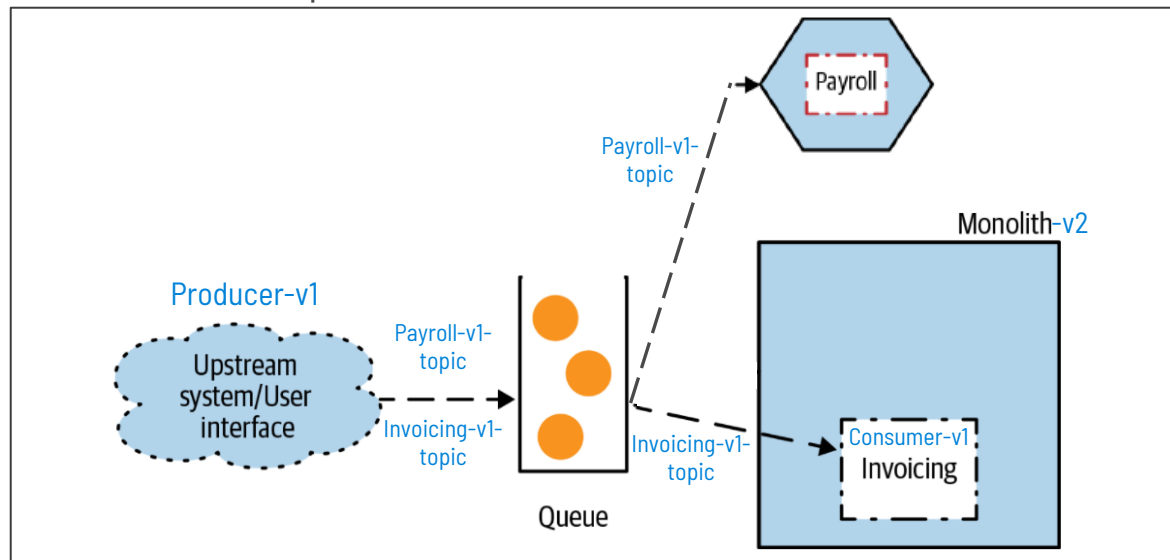 Payroll
Payroll-v1-
topic
Monolith-v2
Producer-v1
Upstream
system/User
interface
Payroll-v1-
topic
Invoicing-v1-
topic
Queue
Invoicing-v1-
topic
Consumer-v1
Invoicing